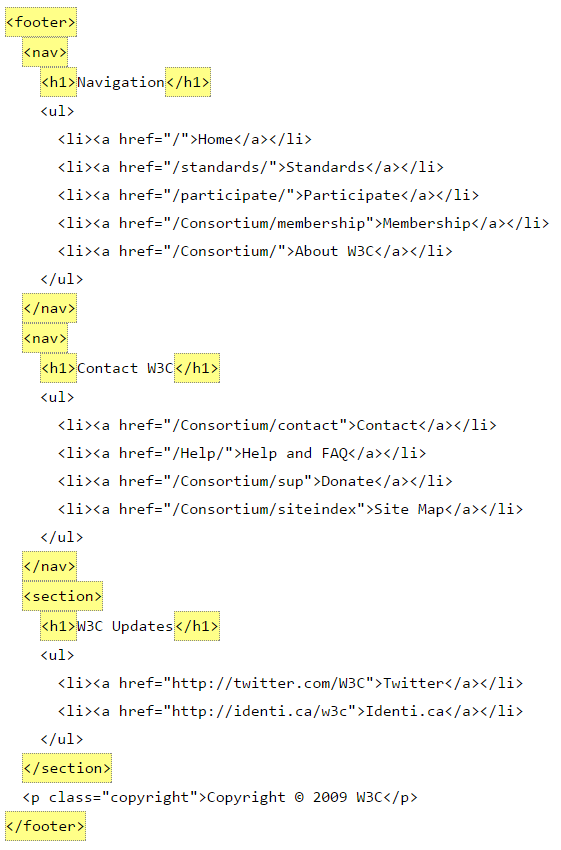 <footer>
<nav>
<h1>Navigation</h1>
<ul>
<li><a href="/">Home</a></li>
<li><a href="/standards/">Standards</a></li>
<li><a href="/participate/">Participate</a></li>
<li><a href="/Consortium/membership">Membership</a></li>
<li><a href="/Consortium/">About W3C</a></li>
</ul>
</nav>
<nav>
<h1>Contact W3C</h1>
<ul>
<li><a href="/Consortium/contact">Contact</a></li>
<li><a href="/Help/">Help and FAQ</a></li>
<li><a href="/Consortium/sup">Donate</a></li>
<li><a href="/Consortium/siteindex">Site Map</a></li>
</ul>
</nav>
<section>
<h1>W3C Updates</h1>
<ul>
<li><a href="http://twitter.com/W3C">Twitter</a></li>
<li><a href="http://identi.ca/w3c">Identi.ca</a></li>
</ul>
</section>
<p class="copyright">Copyright © 2009 W3C</p>
</footer>